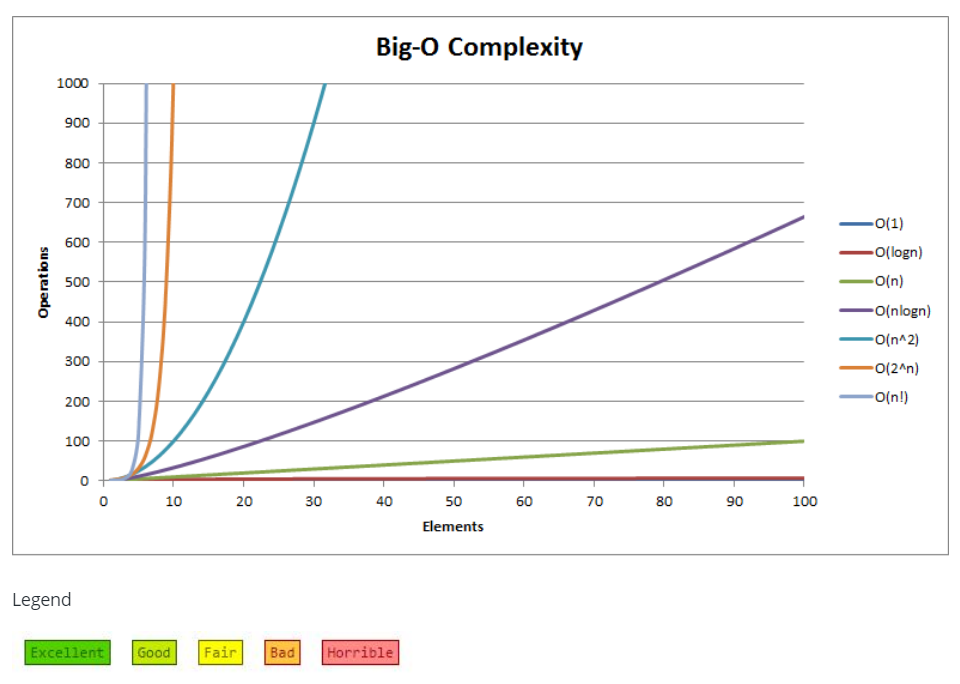 Big-O Complexity
1000
900
800
700
600
500
400
300
200
100
0
Operations
0 10 20 30 40 50 60 70 80 90 100
Elements
O(1)
O(logn)
O(n)
O(nlogn)
O(n^2)
O(2^n)
O(n!)
Legend
Excellent Good Fair Bad Horrible